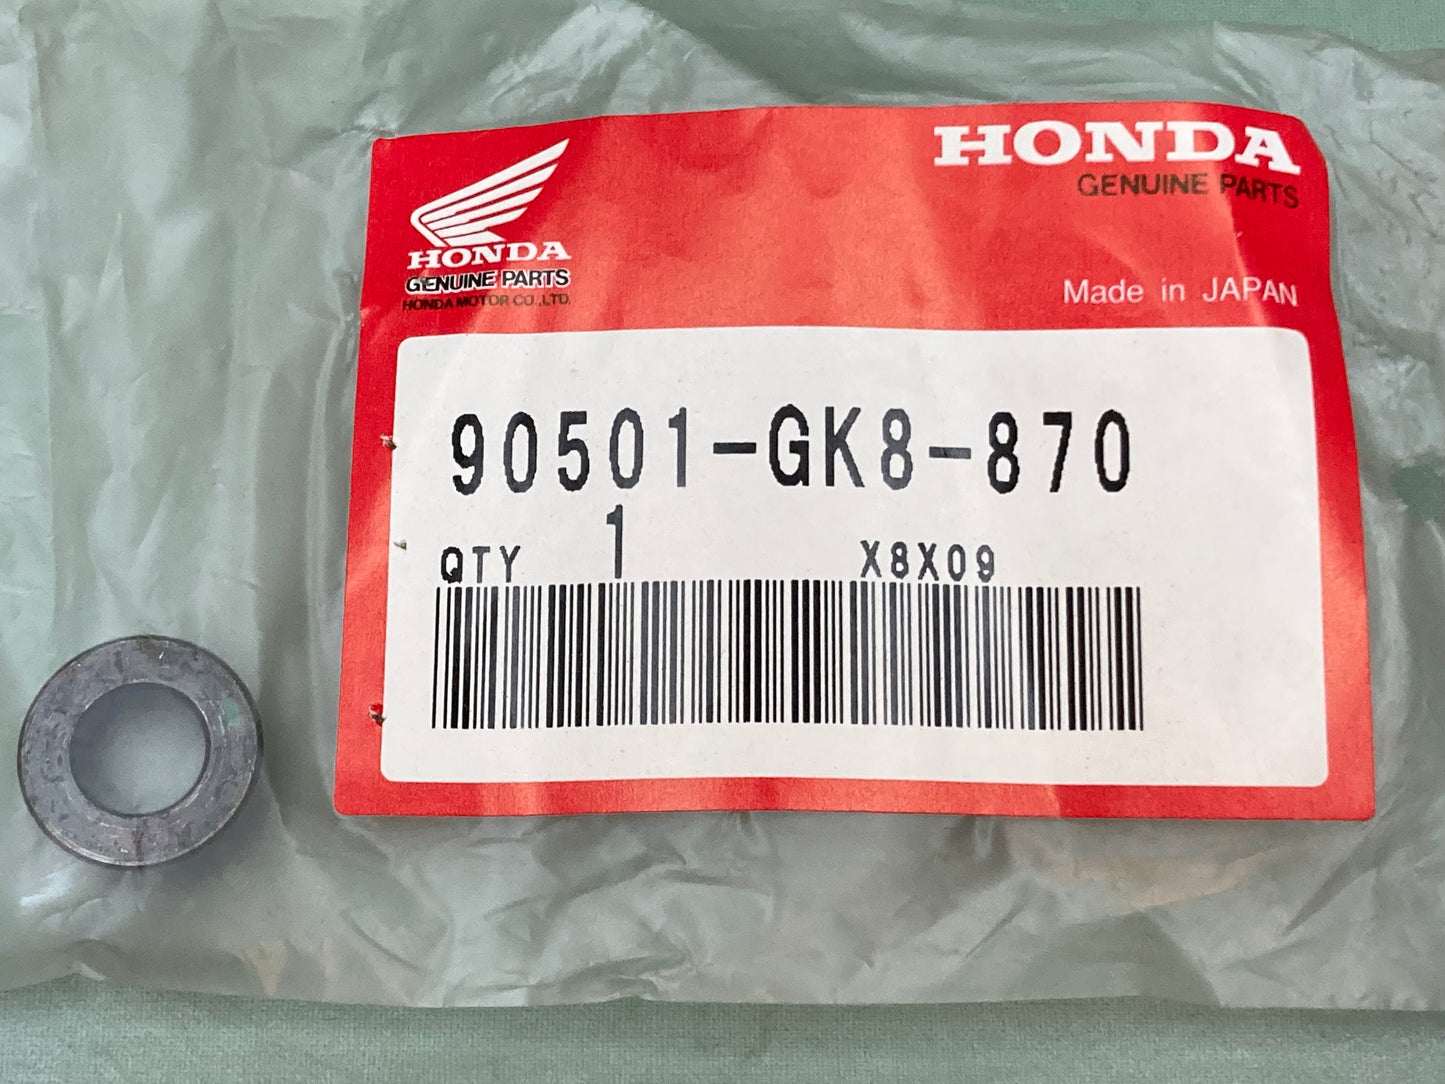 HONDA
GENUINE PARTS
HONDA
GENUINE PARTS
HONDA MOTOR CO.,LTD.
Made in JAPAN
90501-GK8-870
QTY 1 X8X09